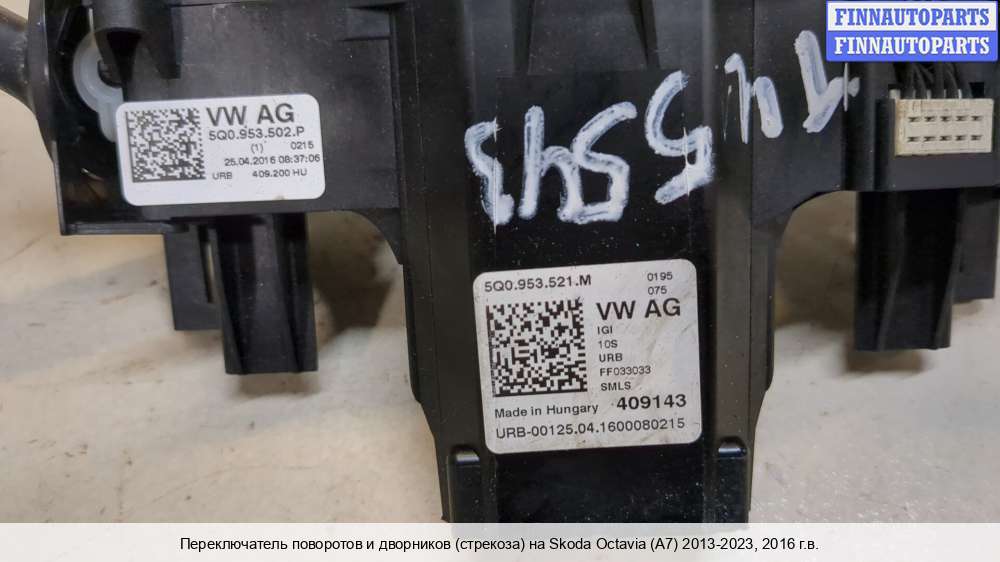 FINNAUTOPARTS
FINNAUTOPARTS
VW AG
5Q0.953.502.P
(1) 0215
25.04.2016 08:37:06
URB 409.200 HU
5Q0.953.521.M 0195
075
VW AG
IGI
10S
URB
FF033033
SMLS
Made in Hungary 409143
URB-00125.04.1600080215
Переключатель поворотов и дворников (стрекоза) на Skoda Octavia (A7) 2013-2023, 2016 г.в.